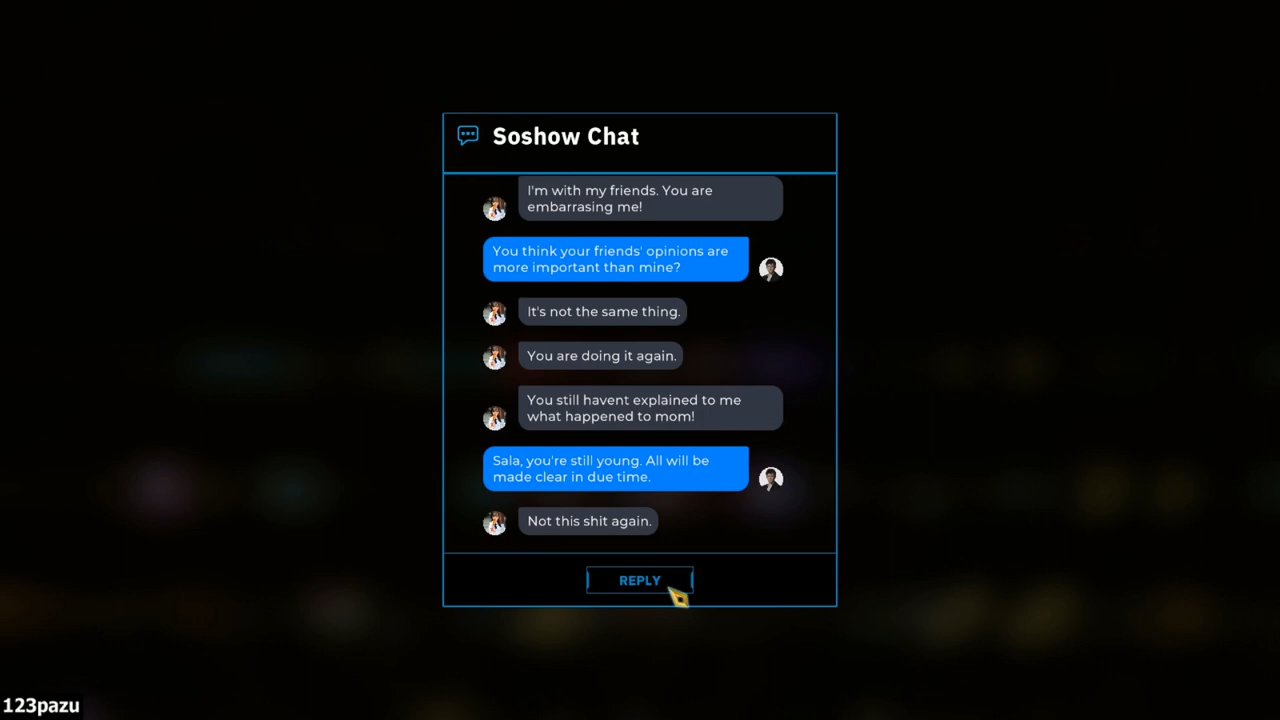 Soshow Chat
I'm with my friends. You are
embarrasing me!
You think your friends' opinions are
more important than mine?
It's not the same thing.
You are doing it again.
You still havent explained to me
what happened to mom!
Sala, you're still young. All will be
made clear in due time.
Not this shit again.
REPLY
123pazu